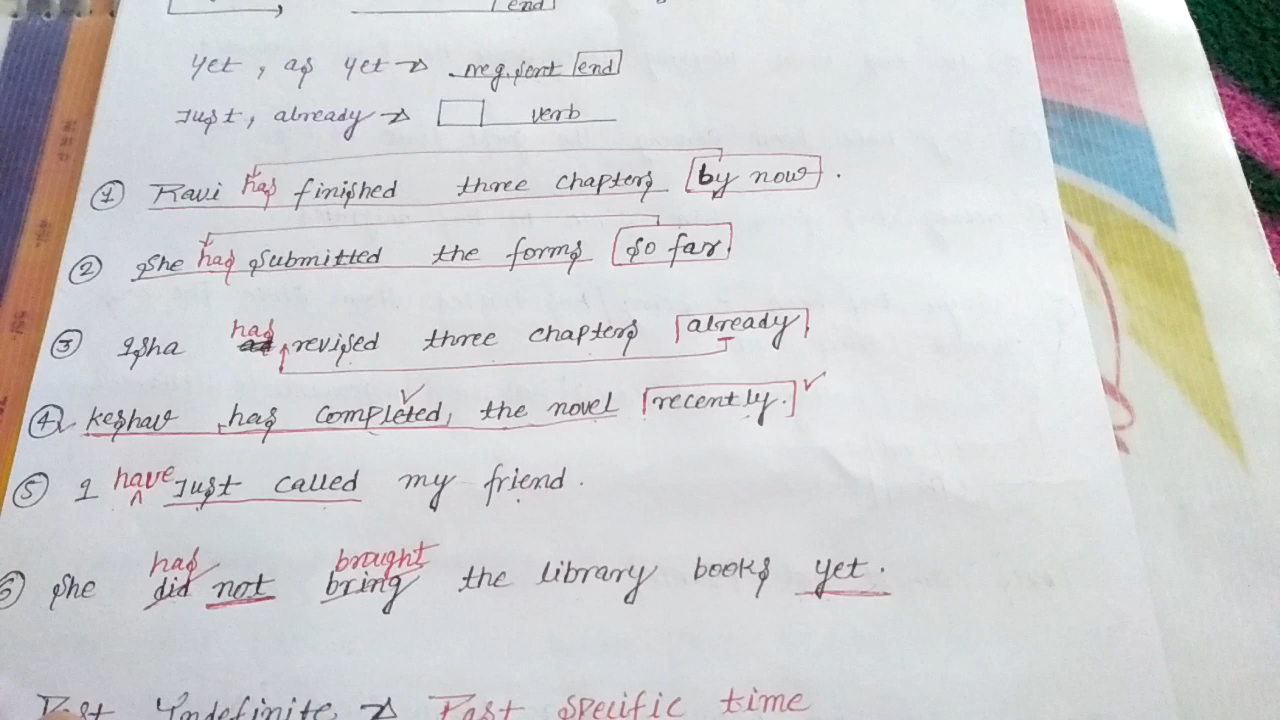 end
Yet, as yet → neg. sent end
Just, already → verb
① Ravi has finished three chapters by now.
② She has submitted the forms so far.
③ Isha has revised three chapters already
④ Keshav has completed, the novel recently.
⑤ I have Just called my friend.
has brought
⑥ She did not bring the library books yet.
Past Indefinite → Past specific time